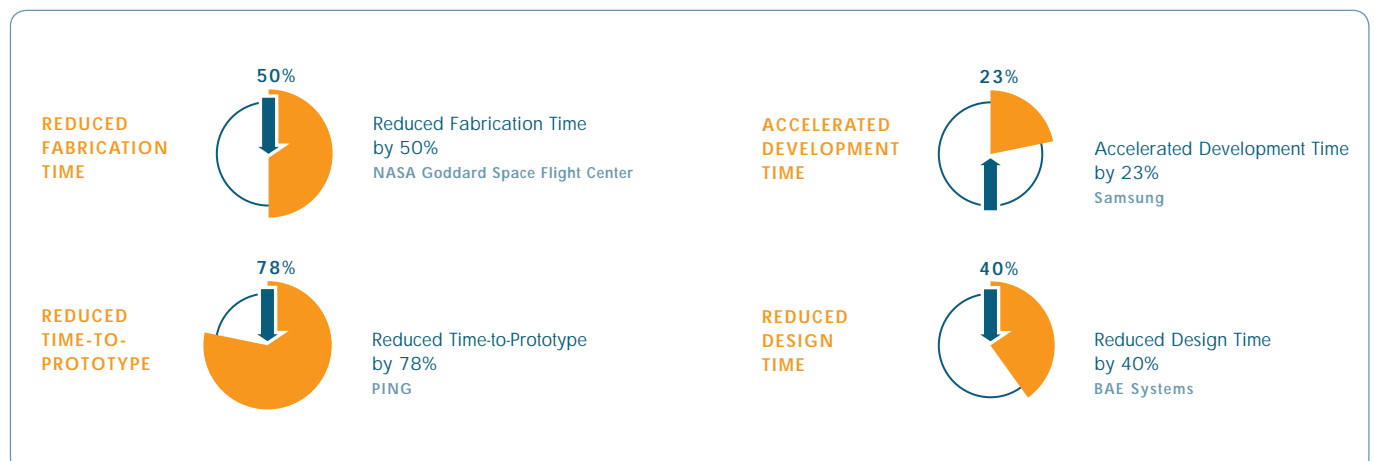 50%
REDUCED
FABRICATION
TIME
Reduced Fabrication Time
by 50%
NASA Goddard Space Flight Center
23%
ACCELERATED
DEVELOPMENT
TIME
Accelerated Development Time
by 23%
Samsung
78%
REDUCED
TIME-TO-
PROTOTYPE
Reduced Time-to-Prototype
by 78%
PING
40%
REDUCED
DESIGN
TIME
Reduced Design Time
by 40%
BAE Systems